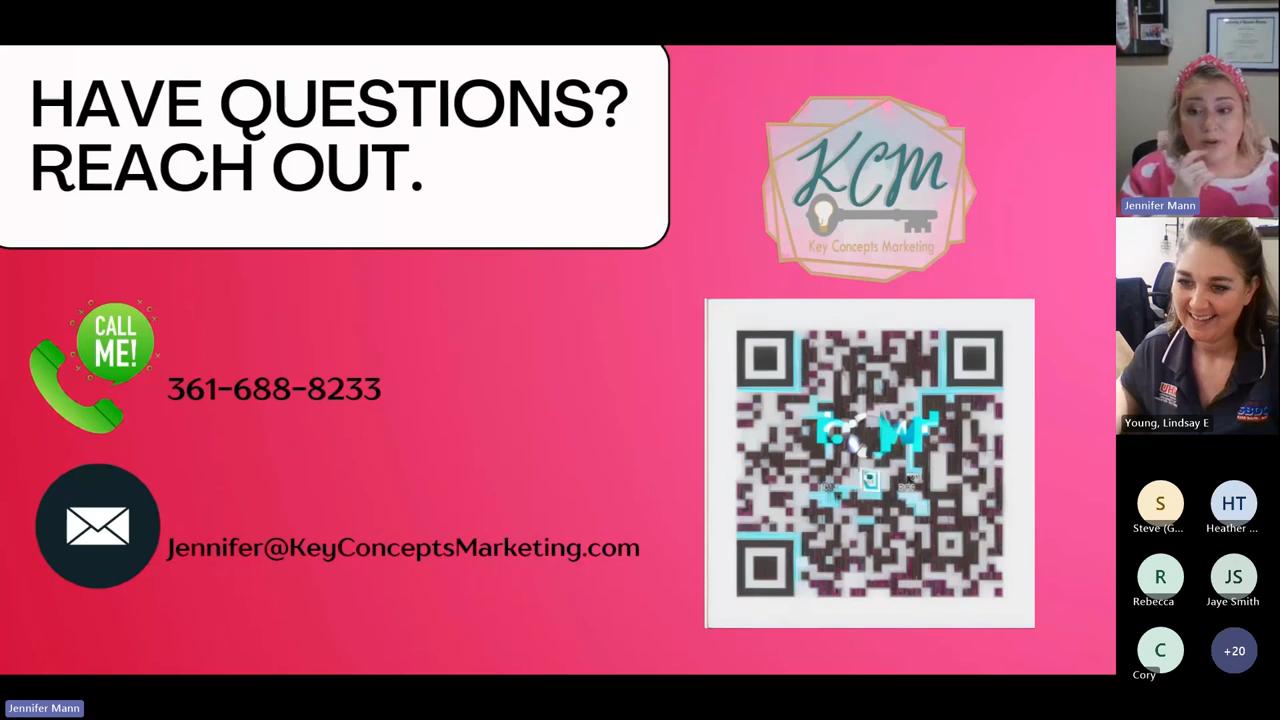 HAVE QUESTIONS?
REACH OUT.
CALL
ME!
361-688-8233
Jennifer@KeyConceptsMarketing.com
KCM
Key Concepts Marketing
Jennifer Mann
Young, Lindsay E
S
Steve (G...
HT
Heather ...
R
Rebecca
JS
Jaye Smith
C
Cory
+20
Jennifer Mann